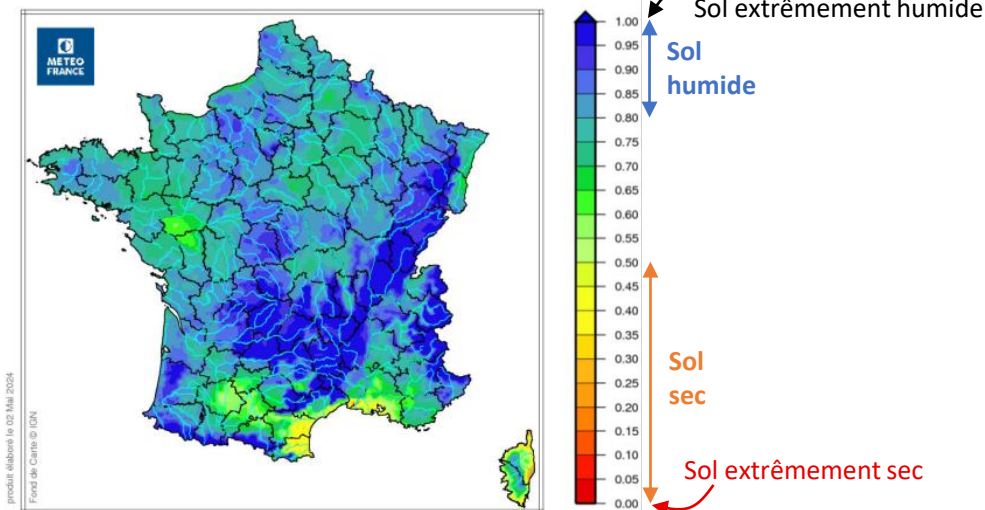 Sol extrêmement humide
METEO
FRANCE
1.00
0.95
0.90
0.85
0.80
0.75
0.70
0.65
0.60
0.55
0.50
0.45
0.40
0.35
0.30
0.25
0.20
0.15
0.10
0.05
0.00
Sol
humide
Sol
sec
Sol extrêmement sec
produit élaboré le 02 Mai 2024
Fond de Carte © IGN